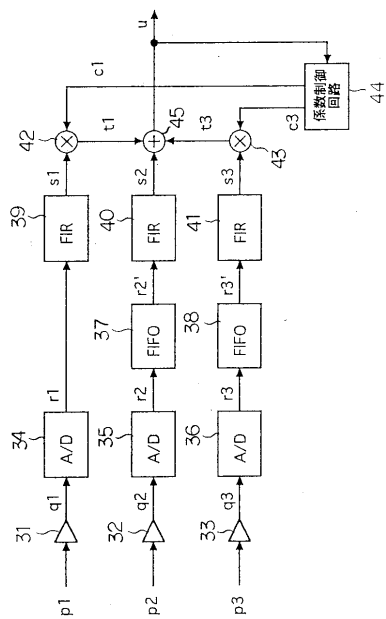 p1
31
q1
34
A/D
r1
39
FIR
s1
42
c1
t1
u
p2
32
q2
35
A/D
r2
37
FIFO
r2'
40
FIR
s2
45
p3
33
q3
36
A/D
r3
38
FIFO
r3'
41
FIR
s3
43
t3
c3
係数制御
回路
44